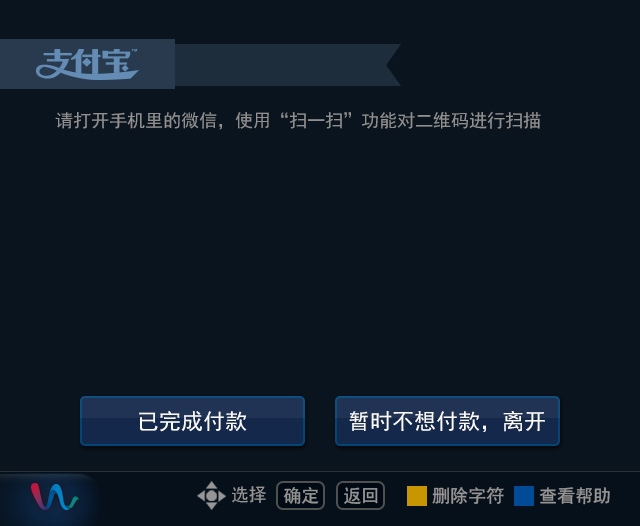 支付宝™
请打开手机里的微信，使用“扫一扫”功能对二维码进行扫描
已完成付款
暂时不想付款，离开
选择 确定 返回 删除字符 查看帮助